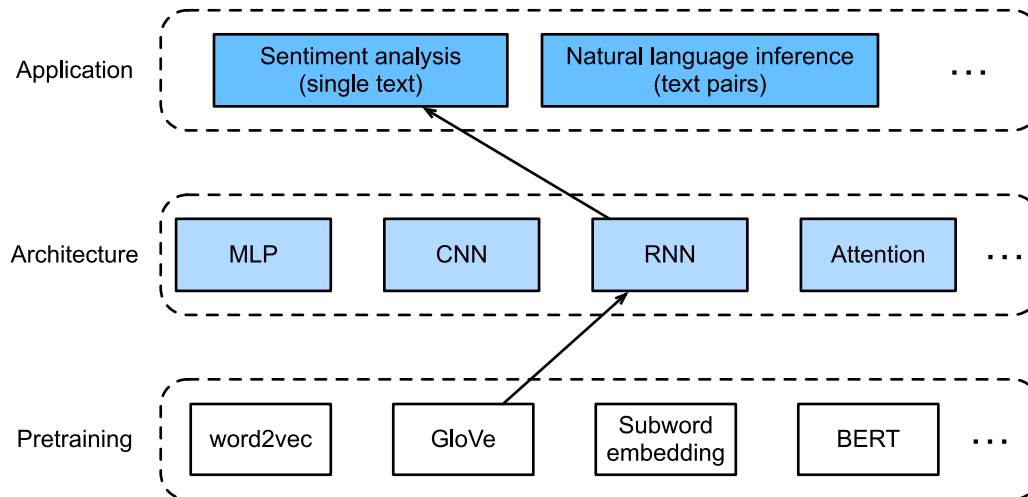 Application
Sentiment analysis
(single text)
Natural language inference
(text pairs)
...
Architecture
MLP
CNN
RNN
Attention
...
Pretraining
word2vec
GloVe
Subword
embedding
BERT
...